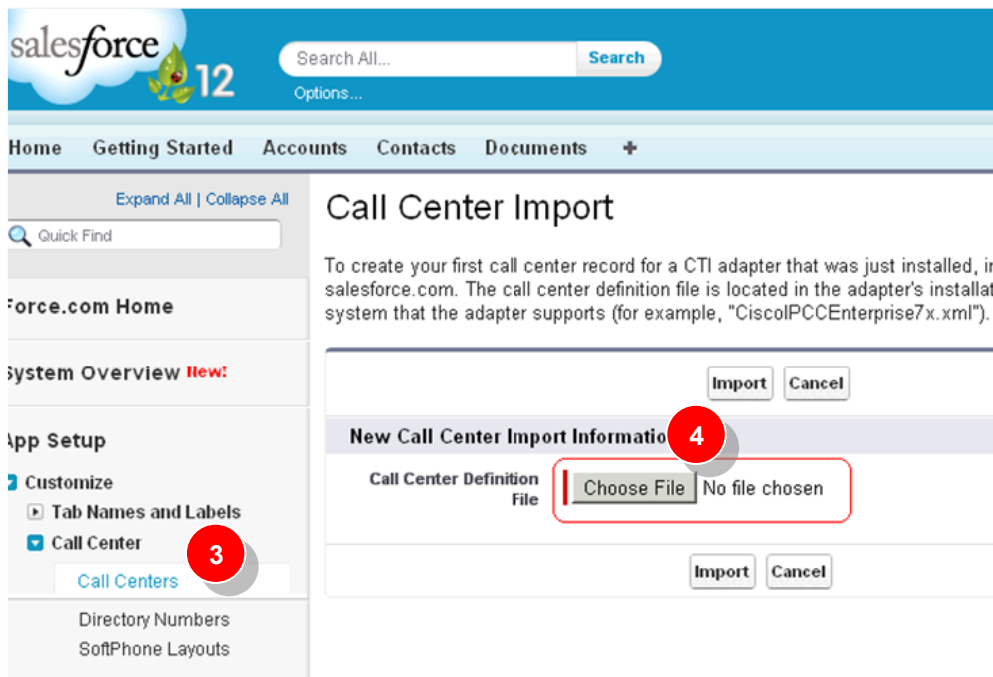 salesforce
12
Search All...
Search
Options...
Home Getting Started Accounts Contacts Documents +
Expand All | Collapse All
Quick Find
Force.com Home
System Overview New!
App Setup
Customize
Tab Names and Labels
Call Center
3
Call Centers
Directory Numbers
SoftPhone Layouts
Call Center Import
To create your first call center record for a CTI adapter that was just installed, i
salesforce.com. The call center definition file is located in the adapter's installat
system that the adapter supports (for example, "CiscoIPCCEnterprise7x.xml").
Import Cancel
New Call Center Import Informatio
4
Call Center Definition
File
Choose File No file chosen
Import Cancel